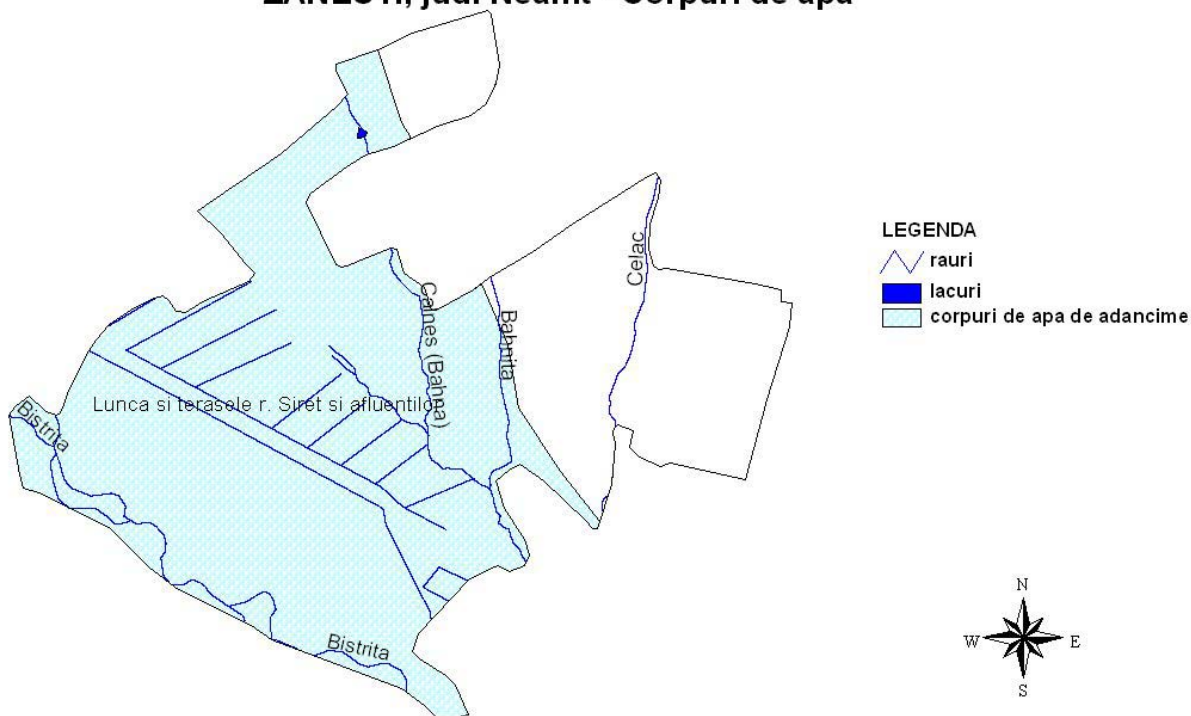 jud. Neamt - Corpuri de apa
LEGENDA
rauri
lacuri
corpuri de apa de adancime
Celac
Calnes (Bahna)
Bahnita
Lunca si terasele r. Siret si afluentilor
Bistrita
Bistrita
N
W
E
S